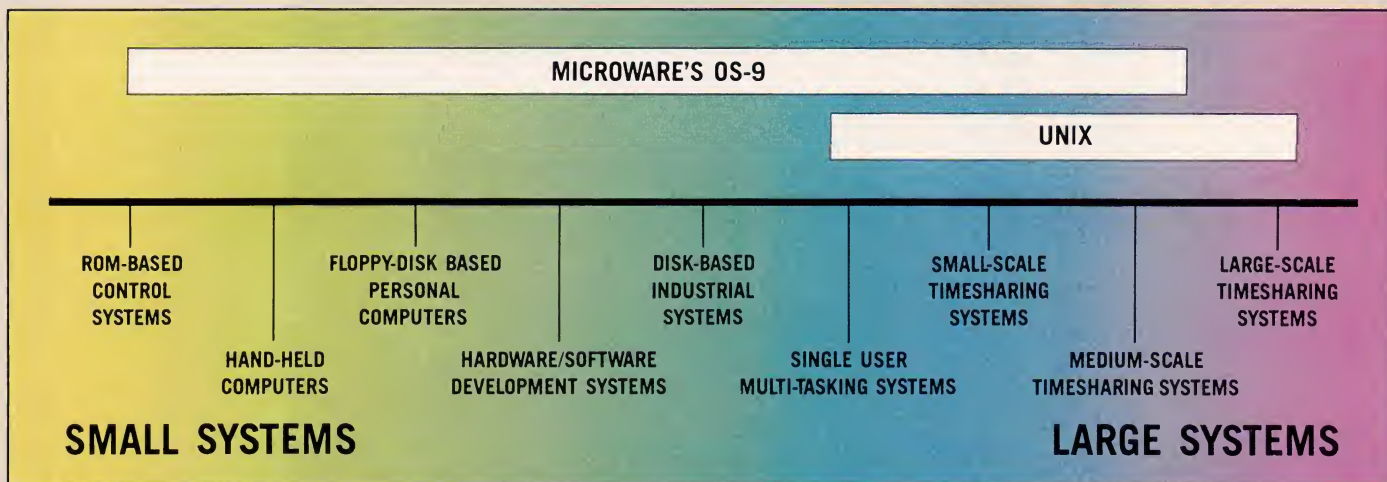 MICROWARE'S OS-9
UNIX
ROM-BASED
CONTROL
SYSTEMS
HAND-HELD
COMPUTERS
FLOPPY-DISK BASED
PERSONAL
COMPUTERS
HARDWARE/SOFTWARE
DEVELOPMENT SYSTEMS
DISK-BASED
INDUSTRIAL
SYSTEMS
SINGLE USER
MULTI-TASKING SYSTEMS
SMALL-SCALE
TIMESHARING
SYSTEMS
MEDIUM-SCALE
TIMESHARING SYSTEMS
LARGE-SCALE
TIMESHARING
SYSTEMS
SMALL SYSTEMS
LARGE SYSTEMS